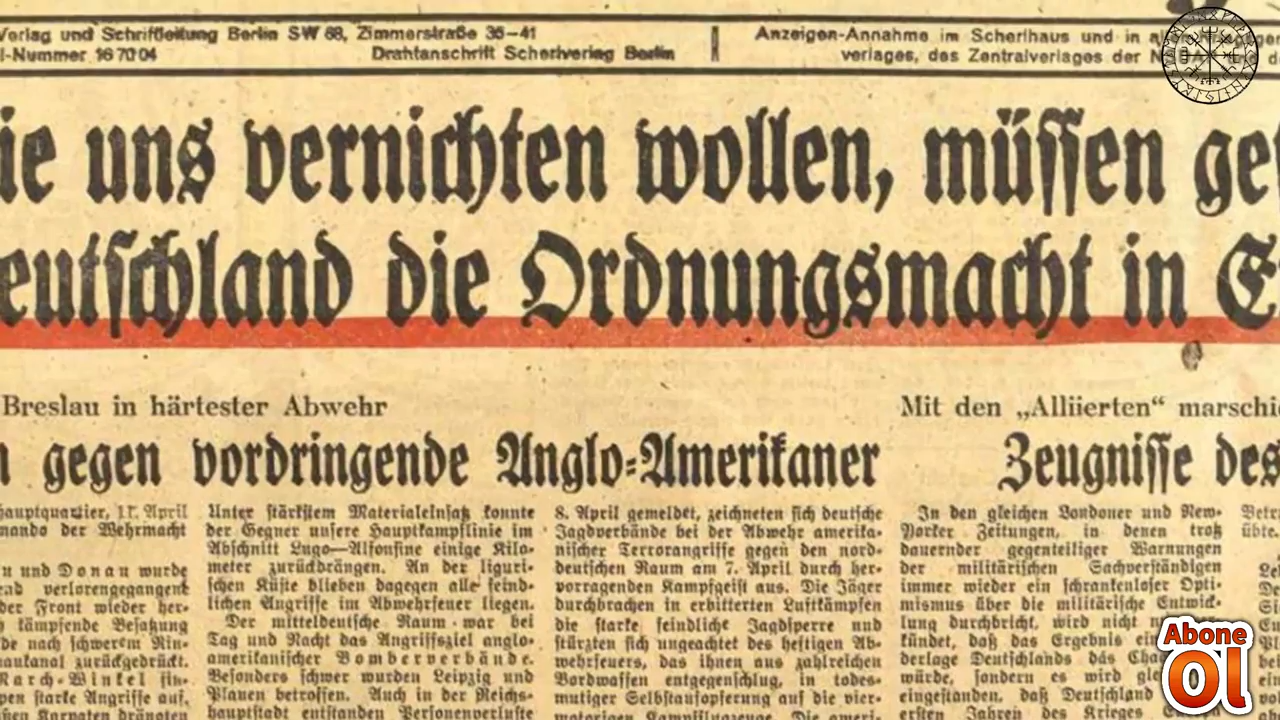 Verlag und Schriftleitung Berlin SW 68, Zimmerstraße 35-41
l-Nummer 16 70 04
Drahtanschrift Scherlverlag Berlin
Anzeigen-Annahme im Scherlhaus und in
verlages, des Zentralverlages der
ie uns vernichten wollen, müssen
eutschland die Ordnungsmacht in
Breslau in härtester Abwehr
gegen vordringende Anglo-Amerikaner
hauptquartier, 11. April
mando der Wehrmacht
n und Donau wurde
verlorengegangene
der Front wieder her-
kämpfende Besatzung
de nach schwerem Rin-
aukanal zurückgedrückt.
March-Winkel sin-
pen starke Angriffe auf,
Karpaten drängten
Unter stärkstem Materialeinsatz konnte
der Gegner unsere Hauptkampflinie im
Abschnitt Lugo—Alfonsine einige Kilo-
meter zurückdrängen. An der liguri-
schen Küste blieben dagegen alle feind-
lichen Angriffe im Abwehrfeuer liegen.
Der mitteldeutsche Raum war bei
Tag und Nacht das Angriffsziel anglo-
amerikanischer Bomberverbände.
Besonders schwer wurden Leipzig und
Plauen betroffen. Auch in der Reichs-
hauptstadt entstanden Personenverluste
8. April gemeldet, zeichneten sich deutsche
Jagdverbände bei der Abwehr amerika-
nischer Terrorangriffe gegen den nord-
deutschen Raum am 7. April durch her-
vorragenden Kampfgeist aus. Die Jäger
durchbrachen in erbitterten Luftkämpfen
die starke feindliche Jagdsperre und
stürzten sich ungeachtet des heftigen Ab-
wehrfeuers, das ihnen aus zahlreichen
Bordwaffen entgegenschlug, in todes-
mutiger Selbstaufopferung auf die vier-
motorigen Kampfflugzeuge. Die ameri-
Mit den „Alliierten“ marschi
Zeugnisse des
In den gleichen Londoner und New-
Yorker Zeitungen, in denen trotz
dauernder gegenteiliger Warnungen
der militärischen Sachverständigen
immer wieder ein schrankenloser Opti-
mismus über die militärische Entwick-
lung durchbricht, wird nicht
kündet, daß das Ergebnis
derlage Deutschlands das
würde, sondern es wird
eingestanden, daß Deutschland
ersten Jahren des Krieges
übte.
Abone
Ol